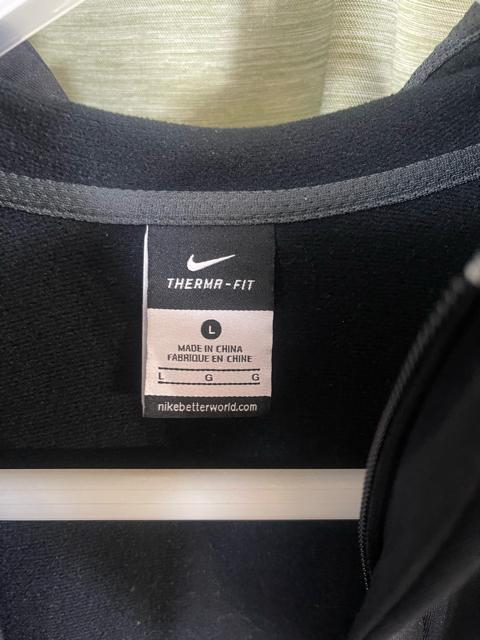 THERMA-FIT
L
MADE IN CHINA
FABRIQUE EN CHINE
L G G
nikebetterworld.com